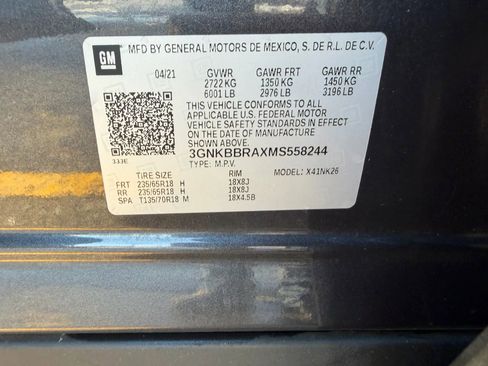 GM
MFD BY GENERAL MOTORS DE MEXICO, S. DE R.L. DE C.V.
04/21 GVWR GAWR FRT GAWR RR
2722 KG 1350 KG 1450 KG
6001 LB 2976 LB 3196 LB
THIS VEHICLE CONFORMS TO ALL
APPLICABLE U.S. FEDERAL MOTOR
VEHICLE SAFETY STANDARDS IN EFFECT
ON THE DATE OF MANUFACTURE
SHOWN ABOVE.
333E 3GNKBBRAXMS558244
TYPE: M.P.V. MODEL: X41NK26
TIRE SIZE RIM
FRT 235/65R18 H 18X8J
RR 235/65R18 H 18X8J
SPA T135/70R18 M 18X4.5B